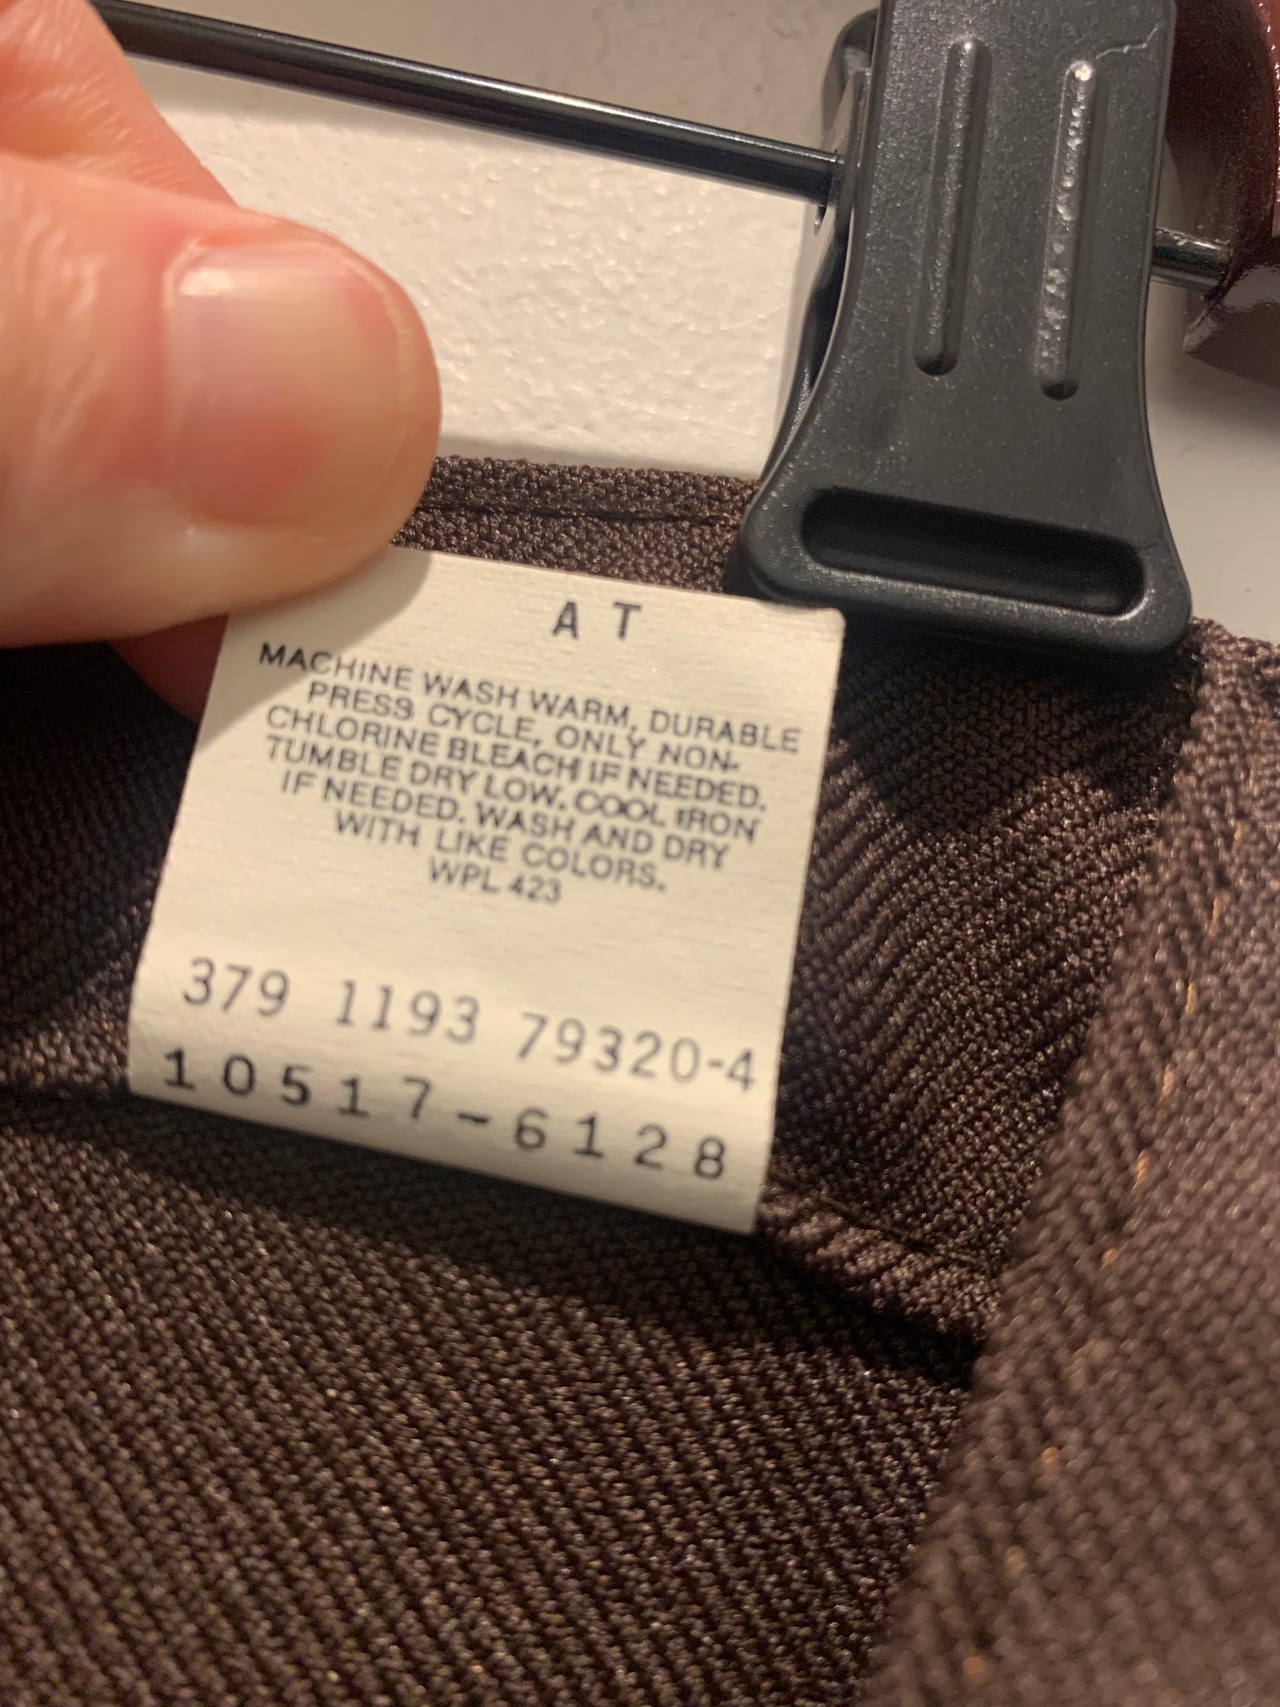 AT
MACHINE WASH WARM, DURABLE
PRESS CYCLE, ONLY NON-
CHLORINE BLEACH IF NEEDED.
TUMBLE DRY LOW. COOL IRON
IF NEEDED. WASH AND DRY
WITH LIKE COLORS.
WPL 423
379 1193 79320-4
10517-6128